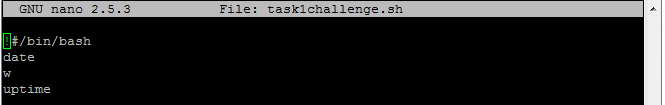 GNU nano 2.5.3 File: task1challenge.sh
!#/bin/bash
date
w
uptime